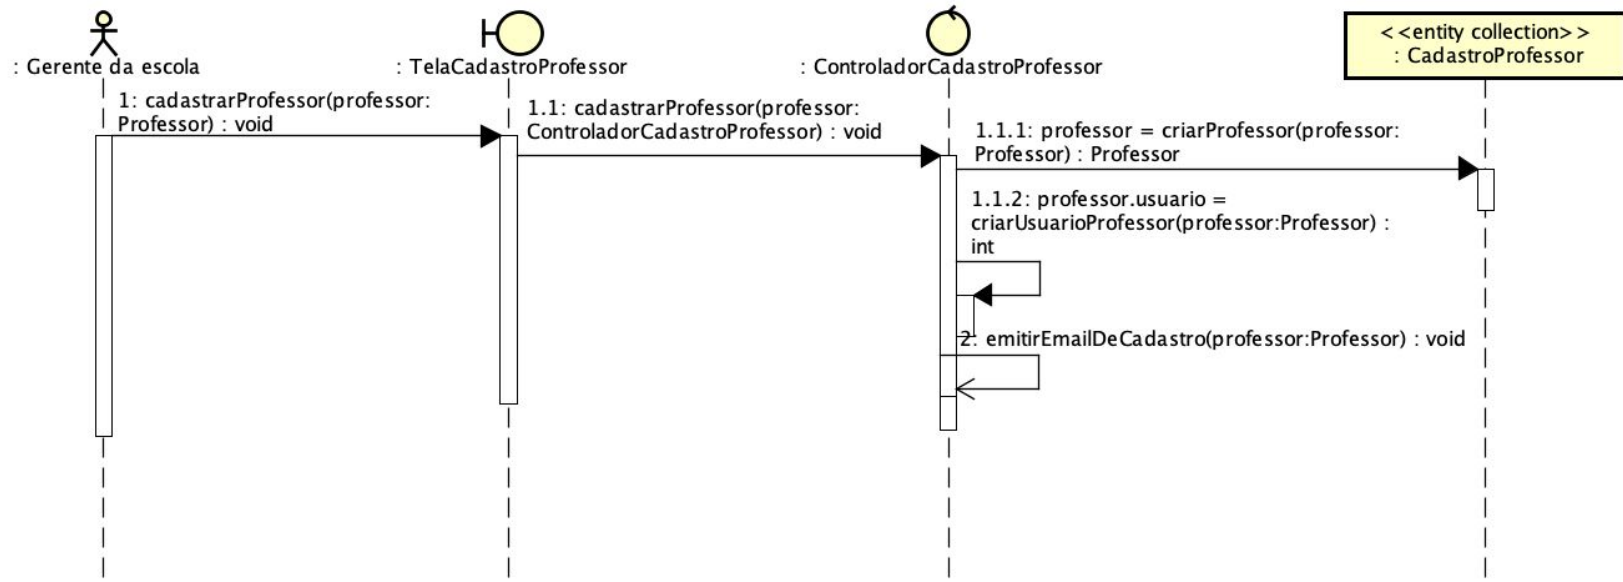 <<entity collection>>
: CadastroProfessor
: Gerente da escola
: TelaCadastroProfessor
: ControladorCadastroProfessor
1: cadastrarProfessor(professor:
Professor) : void
1.1: cadastrarProfessor(professor:
ControladorCadastroProfessor) : void
1.1.1: professor = criarProfessor(professor:
Professor) : Professor
1.1.2: professor.usuario =
criarUsuarioProfessor(professor:Professor) :
int
2: emitirEmailDeCadastro(professor:Professor) : void